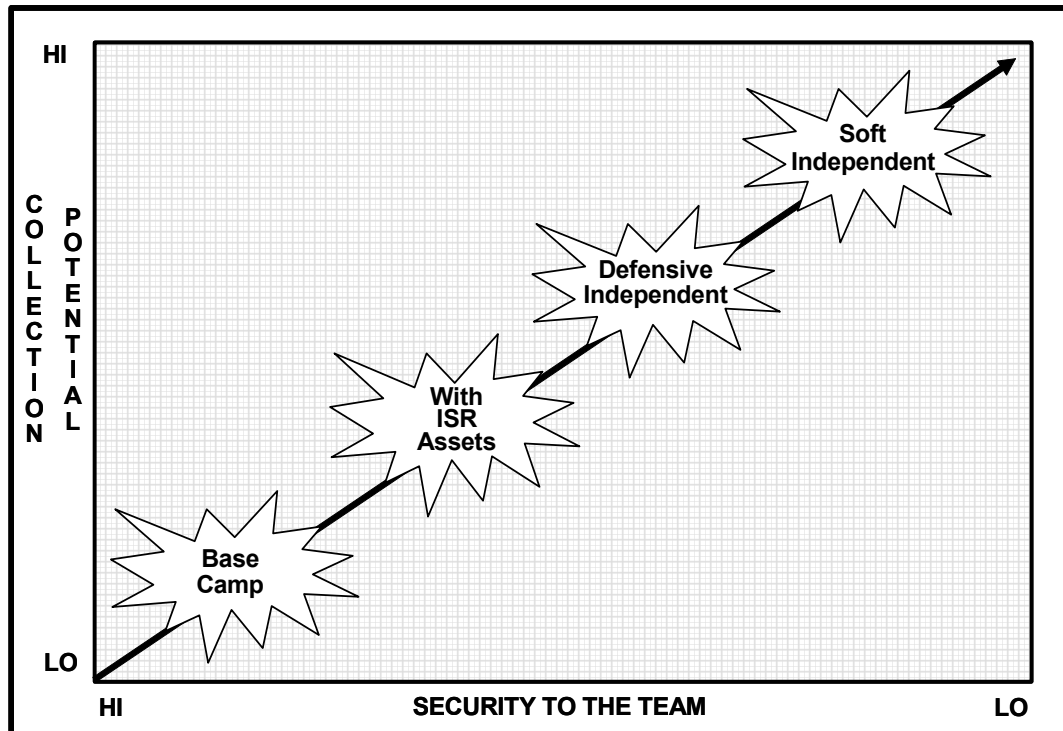 HI
COLLECTION
POTENTIAL
LO
Soft
Independent
Defensive
Independent
With
ISR
Assets
Base
Camp
HI
SECURITY TO THE TEAM
LO